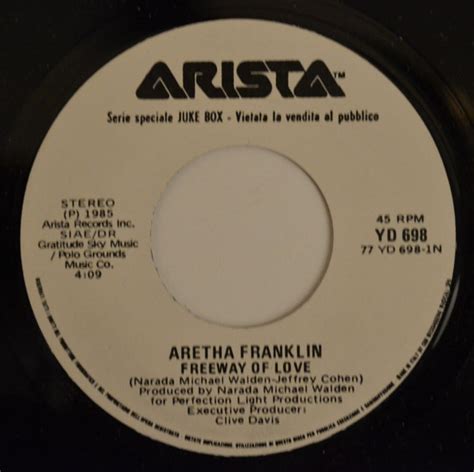 ARISTA™
Serie speciale JUKE BOX - Vietata la vendita al pubblico
STEREO
(P) 1985
Arista Records Inc.
SIAE/DR
Gratitude Sky Music
/ Polo Grounds
Music Co.
4:09
45 RPM
YD 698
77 YD 698-1N
ARETHA FRANKLIN
FREEWAY OF LOVE
(Narada Michael Walden-Jeffrey Cohen)
Produced by Narada Michael Walden
for Perfection Light Productions
Executive Producer:
Clive Davis